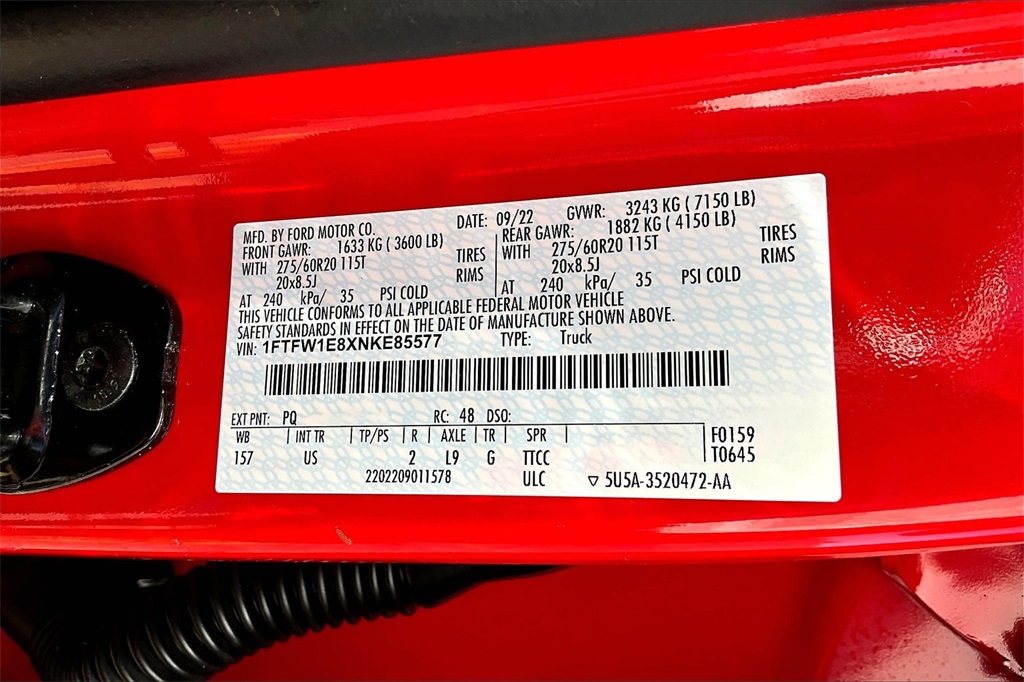 MFD. BY FORD MOTOR CO. DATE: 09/22 GVWR: 3243 KG ( 7150 LB)
FRONT GAWR: 1633 KG ( 3600 LB) REAR GAWR: 1882 KG ( 4150 LB)
WITH 275/60R20 115T TIRES WITH 275/60R20 115T TIRES
20x8.5J RIMS 20x8.5J RIMS
AT 240 kPa/ 35 PSI COLD AT 240 kPa/ 35 PSI COLD
THIS VEHICLE CONFORMS TO ALL APPLICABLE FEDERAL MOTOR VEHICLE
SAFETY STANDARDS IN EFFECT ON THE DATE OF MANUFACTURE SHOWN ABOVE.
VIN: 1FTFW1E8XNKE85577 TYPE: Truck
EXT PNT: PQ RC: 48 DSO:
WB INT TR TP/PS R AXLE TR SPR F0159
157 US 2 L9 G TTCC T0645
2202209011578 ULC ▽ 5U5A-3520472-AA